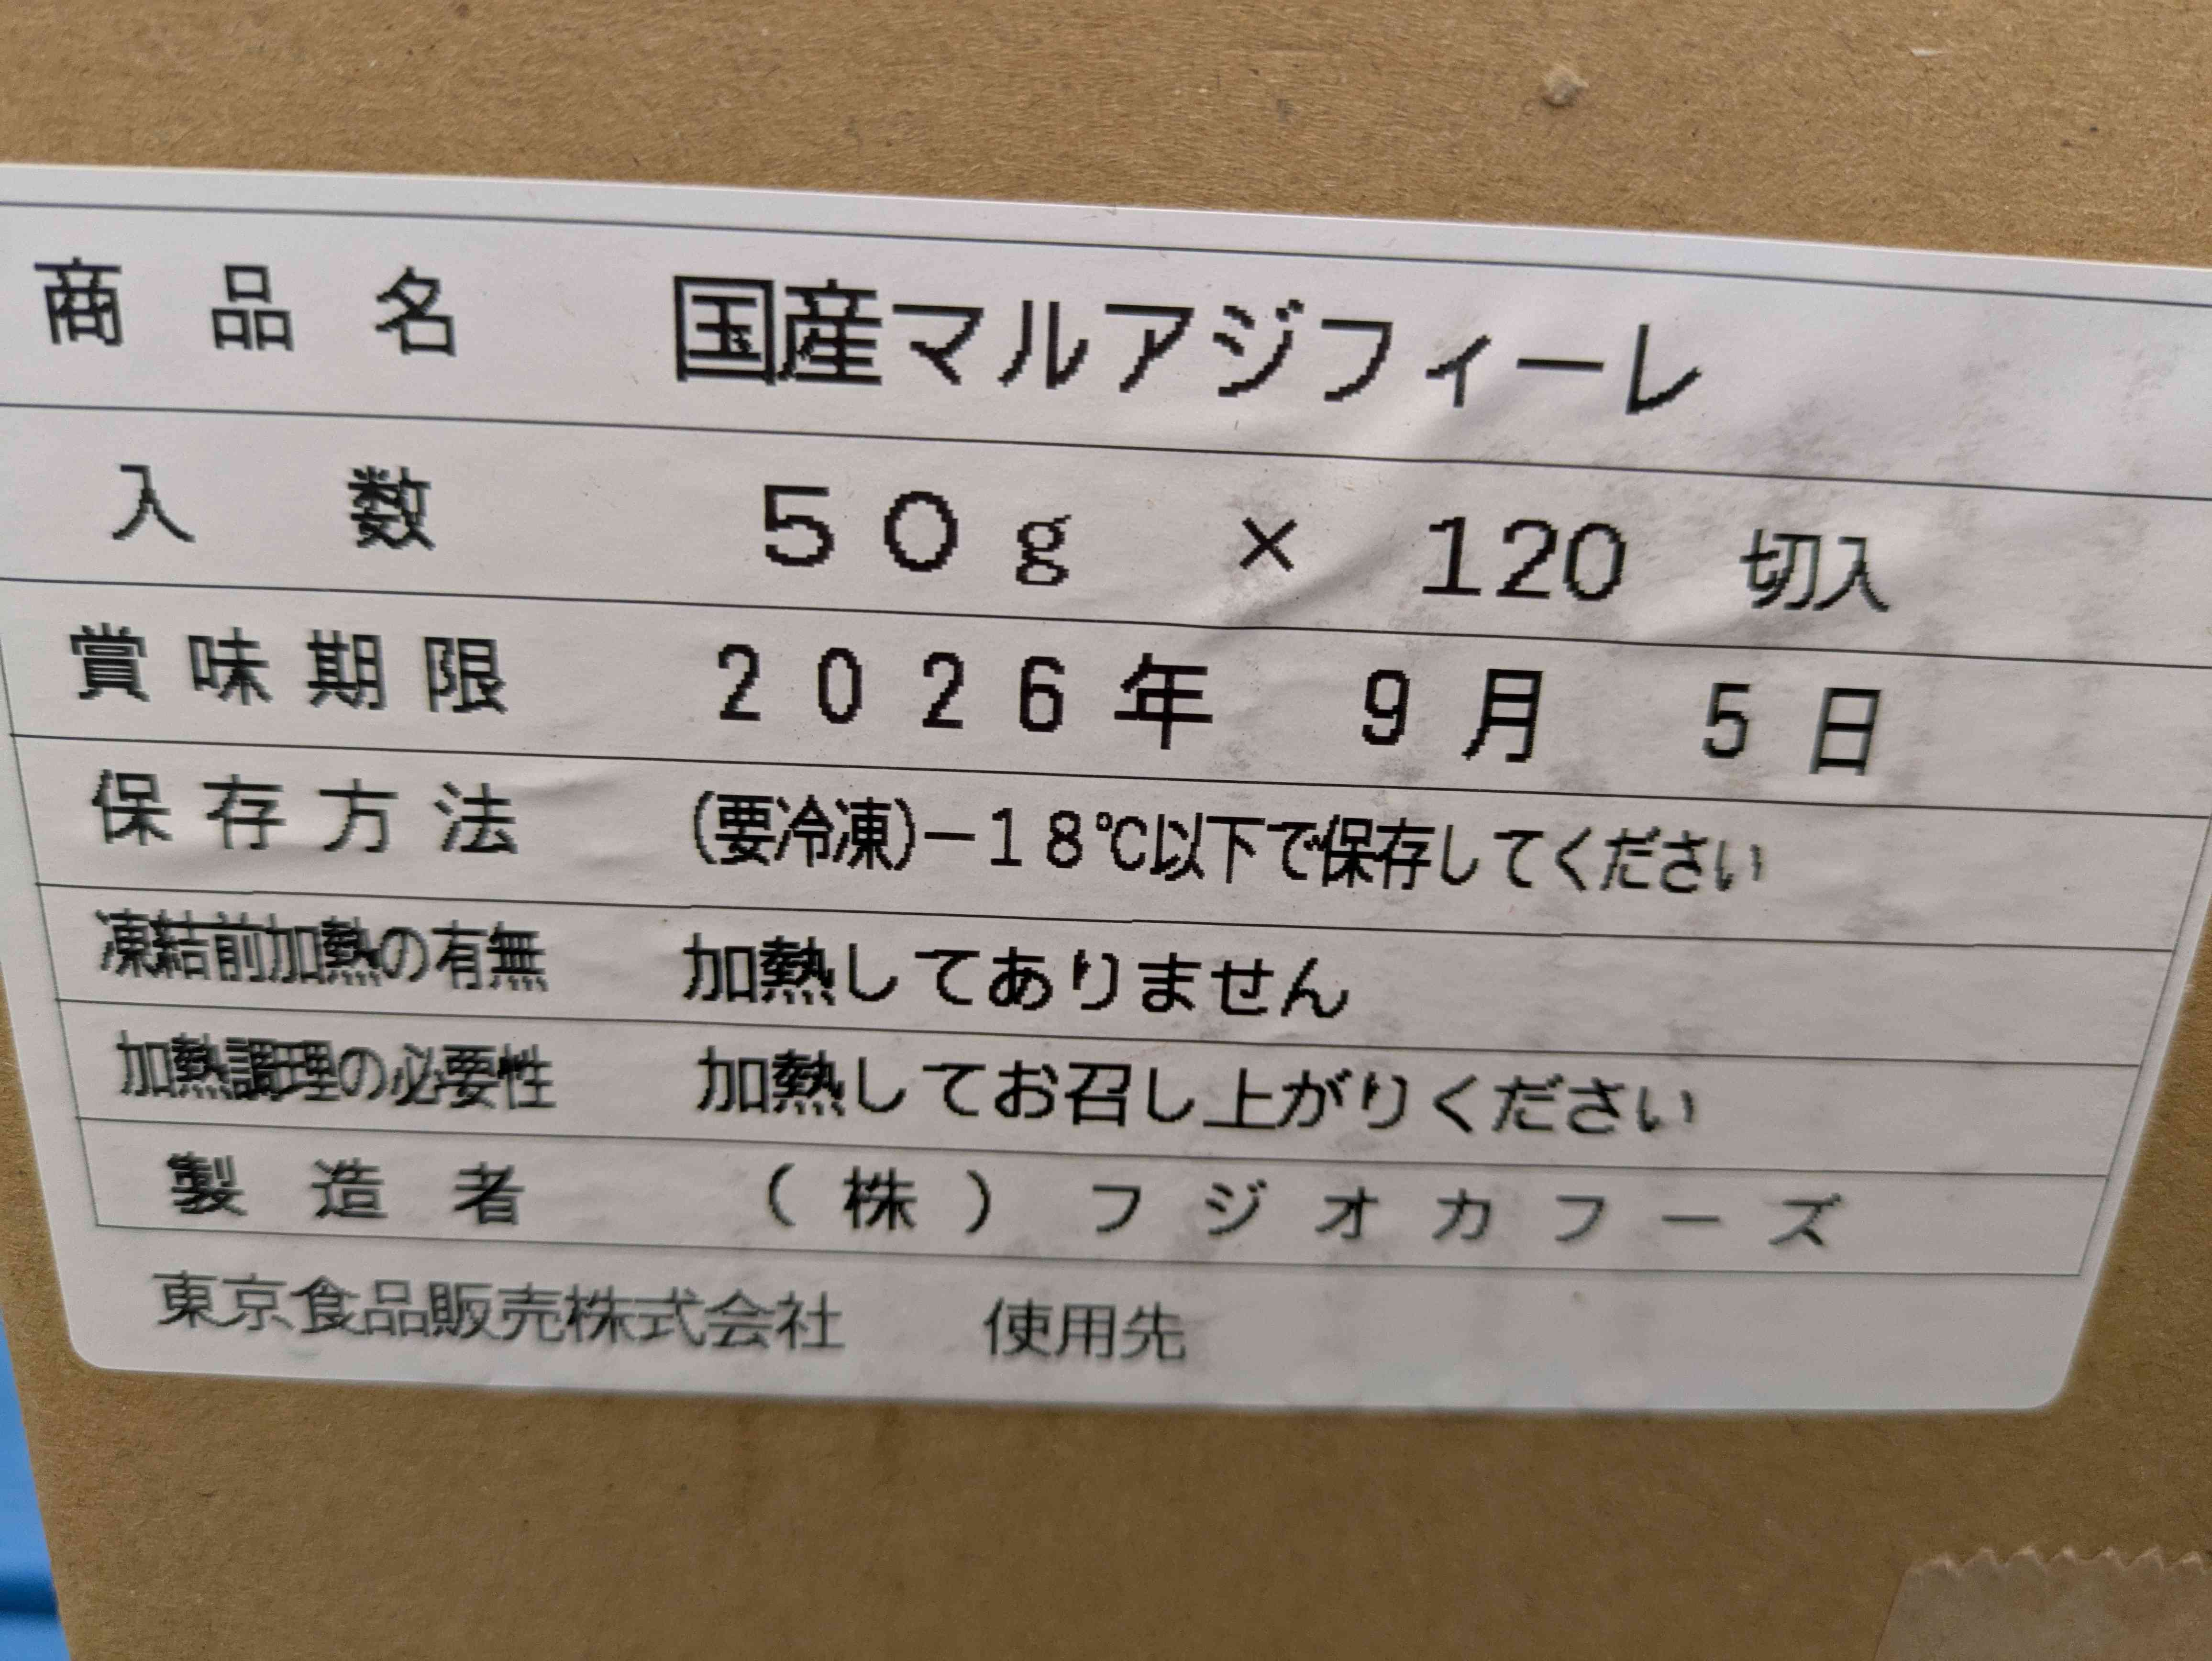 商品名 国産マルアジフィーレ
入数 50g × 120 切入
賞味期限 2026年 9月 5日
保存方法 (要冷凍)−18℃以下で保存してください
凍結前加熱の有無 加熱してありません
加熱調理の必要性 加熱してお召し上がりください
製造者 (株)フジオカフーズ
東京食品販売株式会社 使用先